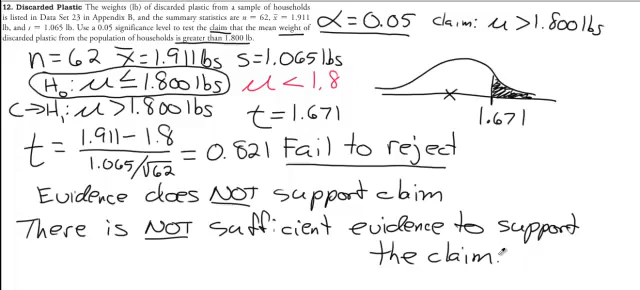 12. Discarded Plastic The weights (lb) of discarded plastic from a sample of households
is listed in Data Set 23 in Appendix B, and the summary statistics are n = 62, x̄ = 1.911
lb, and s = 1.065 lb. Use a 0.05 significance level to test the claim that the mean weight of
discarded plastic from the population of households is greater than 1.800 lb.
α = 0.05 claim: μ > 1.800 lbs
n = 62 x̄ = 1.911 lbs s = 1.065 lbs
H₀: μ ≤ 1.800 lbs μ < 1.8
C → H₁: μ > 1.800 lbs t = 1.671
1.671
t = (1.911 - 1.8) / (1.065/√62) = 0.821 Fail to reject
Evidence does NOT support claim
There is NOT sufficient evidence to support
the claim.